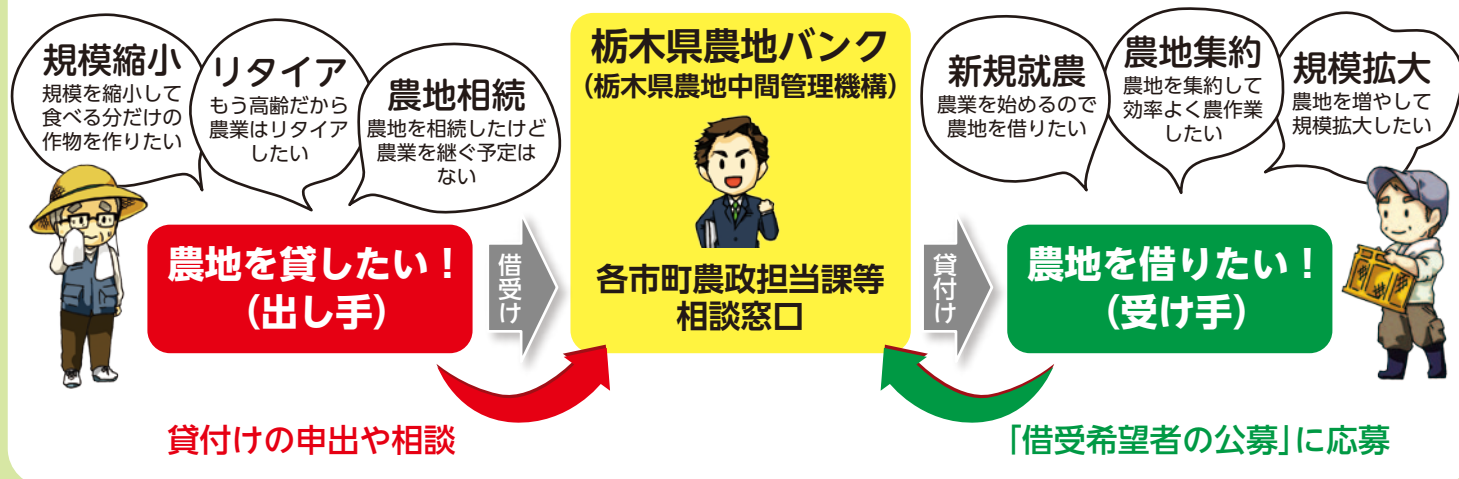 規模縮小
規模を縮小して
食べる分だけの
作物を作りたい
リタイア
もう高齢だから
農業はリタイア
したい
農地相続
農地を相続したけど
農業を継ぐ予定は
ない
農地を貸したい！
（出し手）
借受け
栃木県農地バンク
（栃木県農地中間管理機構）
各市町農政担当課等
相談窓口
貸付け
新規就農
農業を始めるので
農地を借りたい
農地集約
農地を集約して
効率よく農作業
したい
規模拡大
農地を増やして
規模拡大したい
農地を借りたい！
（受け手）
貸付けの申出や相談
「借受希望者の公募」に応募